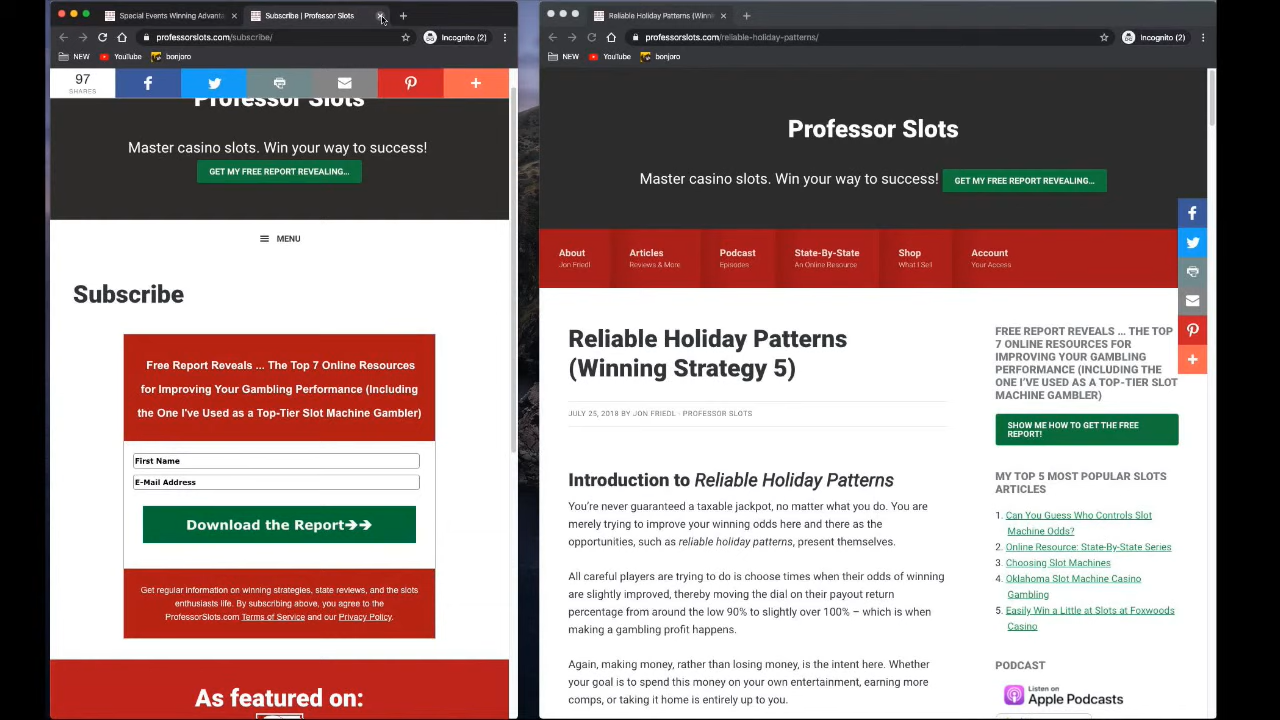 Special Events Winning Advanta
Subscribe | Professor Slots
professorslots.com/subscribe/
Incognito (2)
NEW
YouTube
bonjoro
97
SHARES
Professor Slots
Master casino slots. Win your way to success!
GET MY FREE REPORT REVEALING...
MENU
Subscribe
Free Report Reveals ... The Top 7 Online Resources
for Improving Your Gambling Performance (Including
the One I've Used as a Top-Tier Slot Machine Gambler)
First Name
E-Mail Address
Download the Report➔➔
Get regular information on winning strategies, state reviews, and the slots
enthusiasts life. By subscribing above, you agree to the
ProfessorSlots.com Terms of Service and our Privacy Policy.
As featured on:
Reliable Holiday Patterns (Winni
professorslots.com/reliable-holiday-patterns/
Incognito (2)
NEW
YouTube
bonjoro
Professor Slots
Master casino slots. Win your way to success!
GET MY FREE REPORT REVEALING...
About
Jon Friedl
Articles
Reviews & More
Podcast
Episodes
State-By-State
An Online Resource
Shop
What I Sell
Account
Your Access
Reliable Holiday Patterns
(Winning Strategy 5)
JULY 25, 2018 BY JON FRIEDL · PROFESSOR SLOTS
Introduction to Reliable Holiday Patterns
You're never guaranteed a taxable jackpot, no matter what you do. You are
merely trying to improve your winning odds here and there as the
opportunities, such as reliable holiday patterns, present themselves.
All careful players are trying to do is choose times when their odds of winning
are slightly improved, thereby moving the dial on their payout return
percentage from around the low 90% to slightly over 100% – which is when
making a gambling profit happens.
Again, making money, rather than losing money, is the intent here. Whether
your goal is to spend this money on your own entertainment, earning more
comps, or taking it home is entirely up to you.
FREE REPORT REVEALS ... THE TOP
7 ONLINE RESOURCES FOR
IMPROVING YOUR GAMBLING
PERFORMANCE (INCLUDING THE
ONE I'VE USED AS A TOP-TIER SLOT
MACHINE GAMBLER)
SHOW ME HOW TO GET THE FREE
REPORT!
MY TOP 5 MOST POPULAR SLOTS
ARTICLES
1. Can You Guess Who Controls Slot
Machine Odds?
2. Online Resource: State-By-State Series
3. Choosing Slot Machines
4. Oklahoma Slot Machine Casino
Gambling
5. Easily Win a Little at Slots at Foxwoods
Casino
PODCAST
Listen on
Apple Podcasts